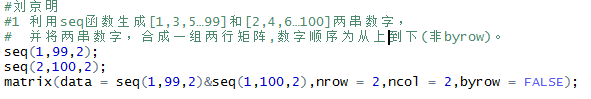 #刘京明
#1 利用seq函数生成[1,3,5…99]和[2,4,6…100]两串数字，
#  并将两串数字，合成一组两行矩阵,数字顺序为从上到下(非byrow)。
seq(1,99,2);
seq(2,100,2);
matrix(data = seq(1,99,2)&seq(1,100,2),nrow = 2,ncol = 2,byrow = FALSE);